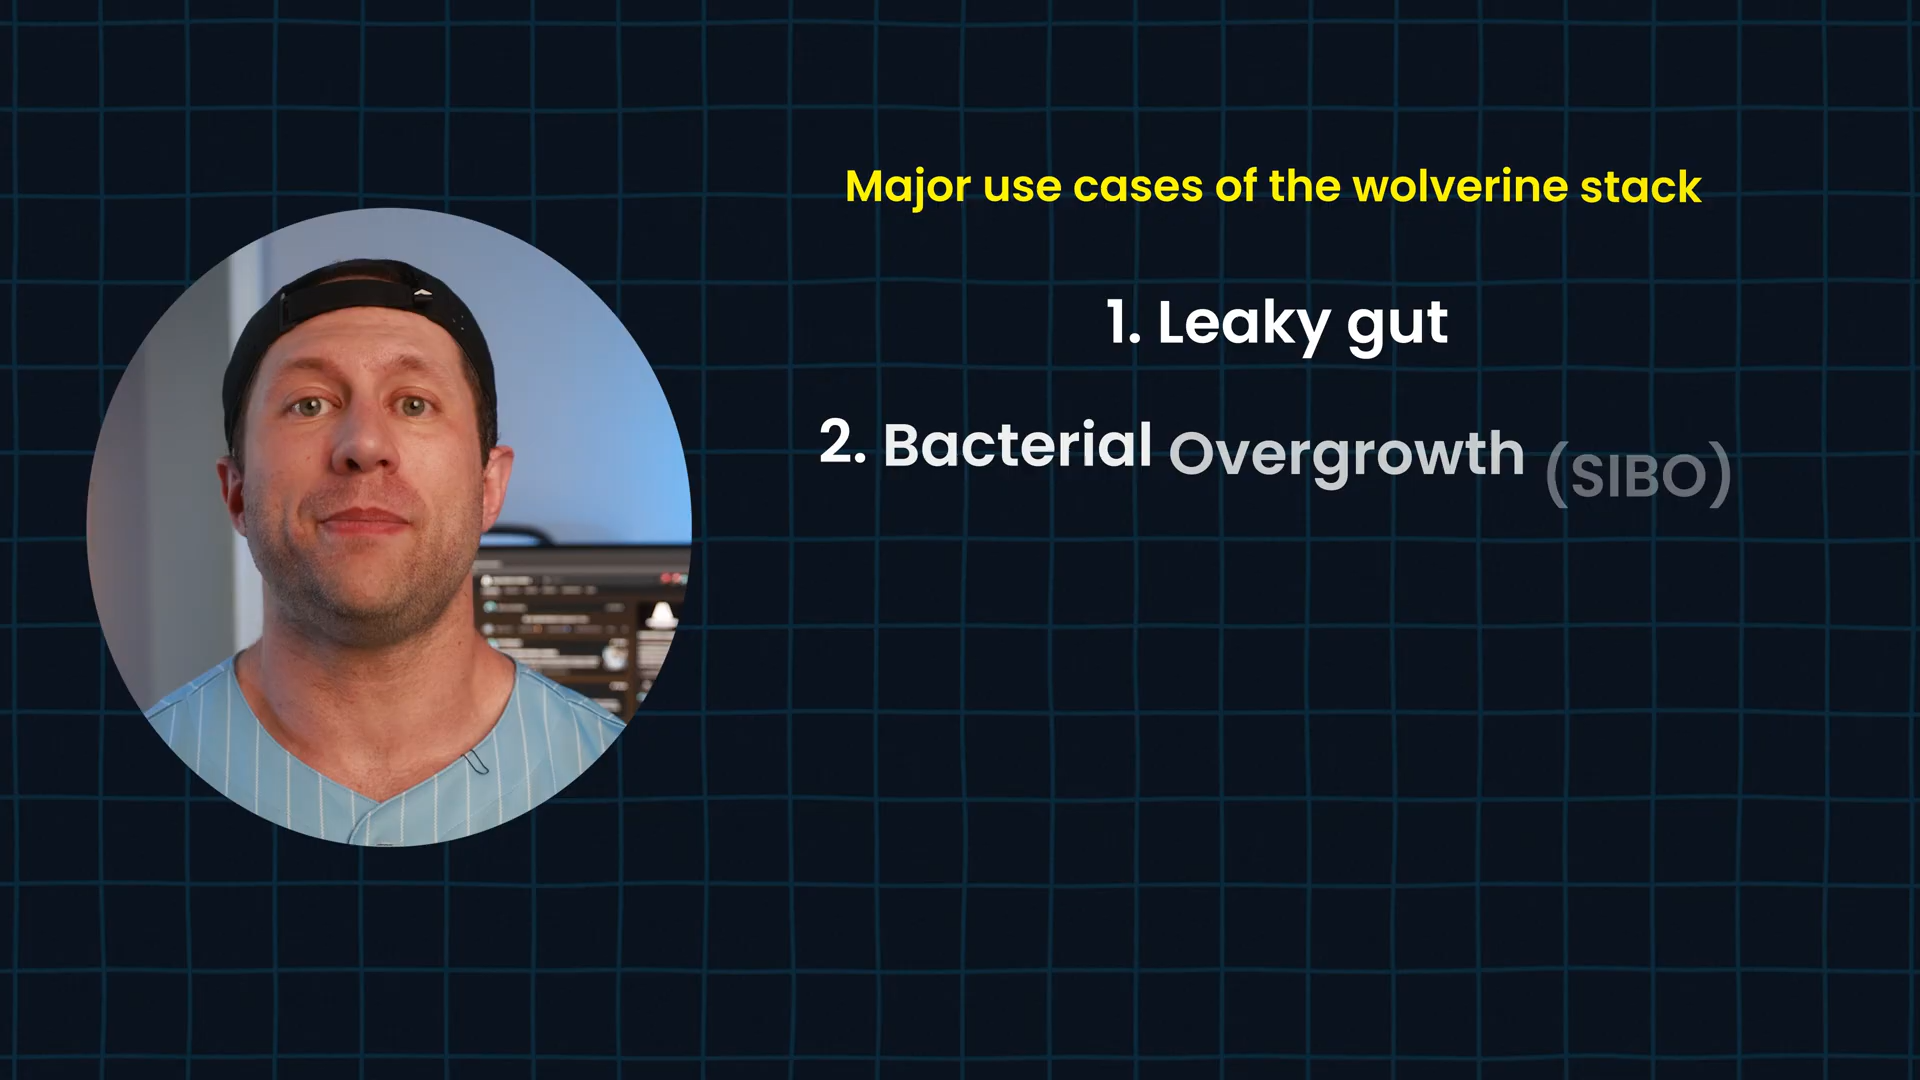 Major use cases of the wolverine stack
1. Leaky gut
2. Bacterial Overgrowth (SIBO)